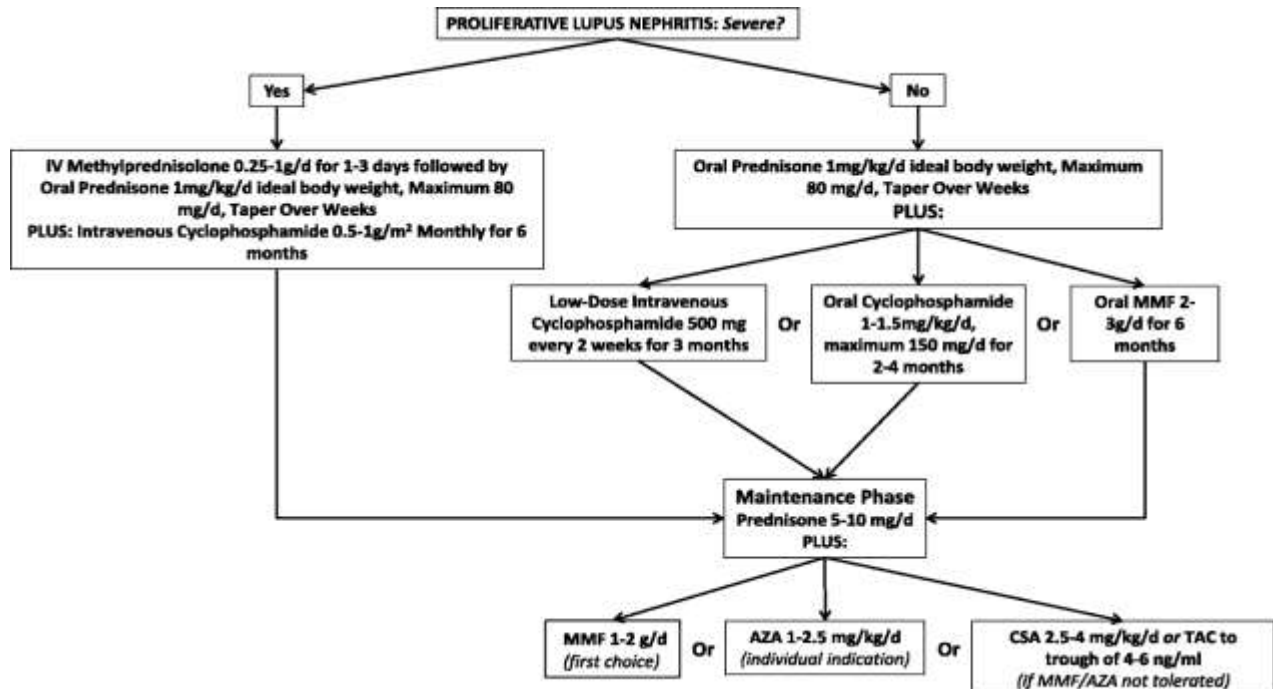 PROLIFERATIVE LUPUS NEPHRITIS: Severe?
Yes
No
IV Methylprednisolone 0.25-1g/d for 1-3 days followed by
Oral Prednisone 1mg/kg/d ideal body weight, Maximum 80
mg/d, Taper Over Weeks
PLUS: Intravenous Cyclophosphamide 0.5-1g/m² Monthly for 6
months
Oral Prednisone 1mg/kg/d ideal body weight, Maximum
80 mg/d, Taper Over Weeks
PLUS:
Low-Dose Intravenous
Cyclophosphamide 500 mg
every 2 weeks for 3 months
Or
Oral Cyclophosphamide
1-1.5mg/kg/d,
maximum 150 mg/d for
2-4 months
Or
Oral MMF 2-
3g/d for 6
months
Maintenance Phase
Prednisone 5-10 mg/d
PLUS:
MMF 1-2 g/d
(first choice)
Or
AZA 1-2.5 mg/kg/d
(individual indication)
Or
CSA 2.5-4 mg/kg/d or TAC to
trough of 4-6 ng/ml
(if MMF/AZA not tolerated)